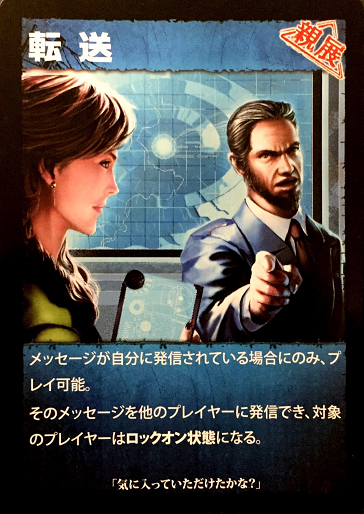 転送
親展
メッセージが自分に発信されている場合にのみ、プ
レイ可能。
そのメッセージを他のプレイヤーに発信でき、対象
のプレイヤーはロックオン状態になる。
「気に入っていただけたかな?」